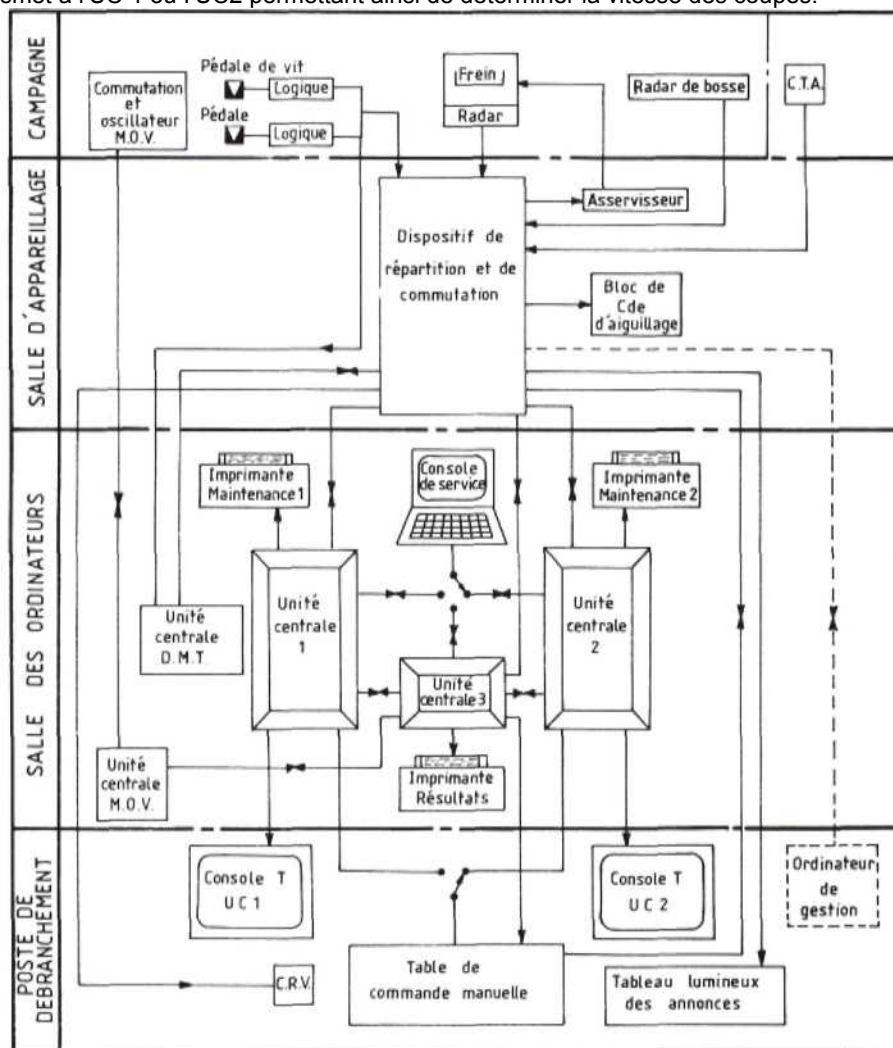 emet à l'UC 1 ou l'UC2 permettant ainsi de déterminer la vitesse des coupes.
CAMPAGNE
Commutation
et
oscillateur
M.O.V.
Pédale de vit
Logique
Pédale
Logique
Frein
Radar
Radar de bosse
C.T.A.
SALLE D'APPAREILLAGE
Dispositif de
répartition et de
commutation
Asservisseur
Bloc de
Cde
d'aiguillage
SALLE DES ORDINATEURS
Imprimante
Maintenance 1
Console
de service
Imprimante
Maintenance 2
Unité
centrale
1
Unité
centrale
2
Unité
centrale
D.M.T.
Unité
centrale 3
Unité
centrale
M.O.V.
Imprimante
Résultats
POSTE DE
DEBRANCHEMENT
Console T
UC1
Console T
UC 2
Ordinateur
de
gestion
C.R.V.
Table de
commande manuelle
Tableau lumineux
des annonces